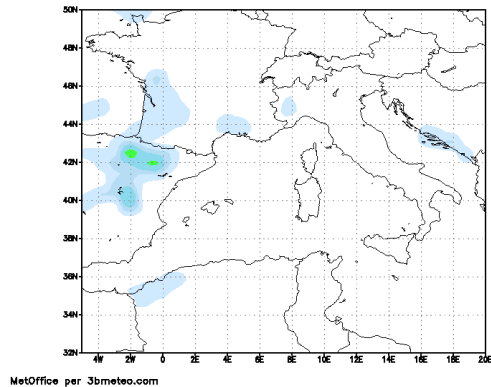 50N
48N
46N
44N
42N
40N
38N
36N
34N
32N
4W 2W 0 2E 4E 6E 8E 10E 12E 14E 16E 18E 20E
MetOffice per 3bmeteo.com